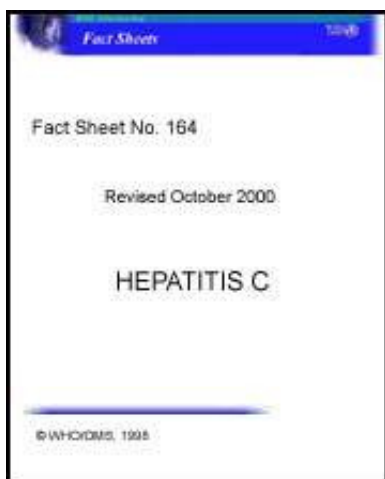 Fact Sheets
Fact Sheet No. 164
Revised October 2000
HEPATITIS C
© WHO/OMS, 1998